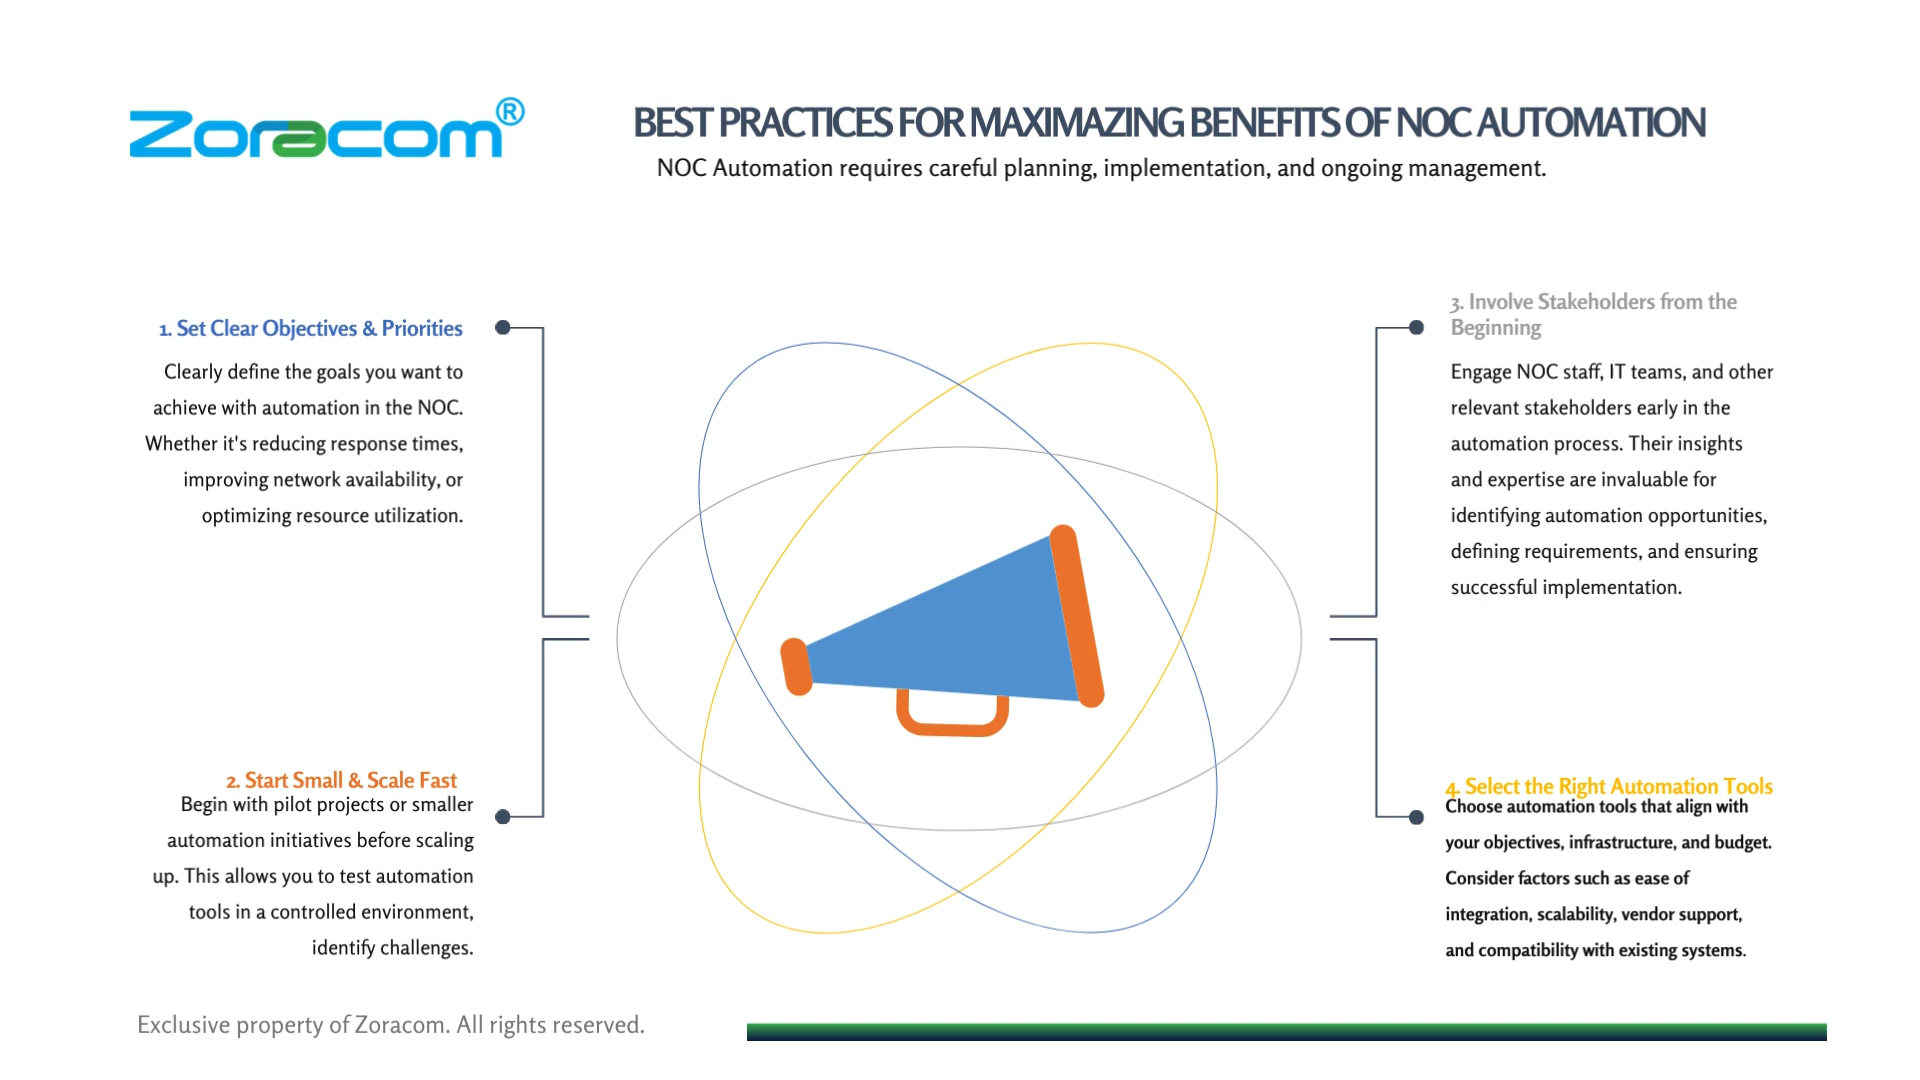 Zoracom®
BEST PRACTICES FOR MAXIMAZING BENEFITS OF NOC AUTOMATION
NOC Automation requires careful planning, implementation, and ongoing management.
1. Set Clear Objectives & Priorities
Clearly define the goals you want to
achieve with automation in the NOC.
Whether it's reducing response times,
improving network availability, or
optimizing resource utilization.
2. Start Small & Scale Fast
Begin with pilot projects or smaller
automation initiatives before scaling
up. This allows you to test automation
tools in a controlled environment,
identify challenges.
3. Involve Stakeholders from the
Beginning
Engage NOC staff, IT teams, and other
relevant stakeholders early in the
automation process. Their insights
and expertise are invaluable for
identifying automation opportunities,
defining requirements, and ensuring
successful implementation.
4. Select the Right Automation Tools
Choose automation tools that align with
your objectives, infrastructure, and budget.
Consider factors such as ease of
integration, scalability, vendor support,
and compatibility with existing systems.
Exclusive property of Zoracom. All rights reserved.